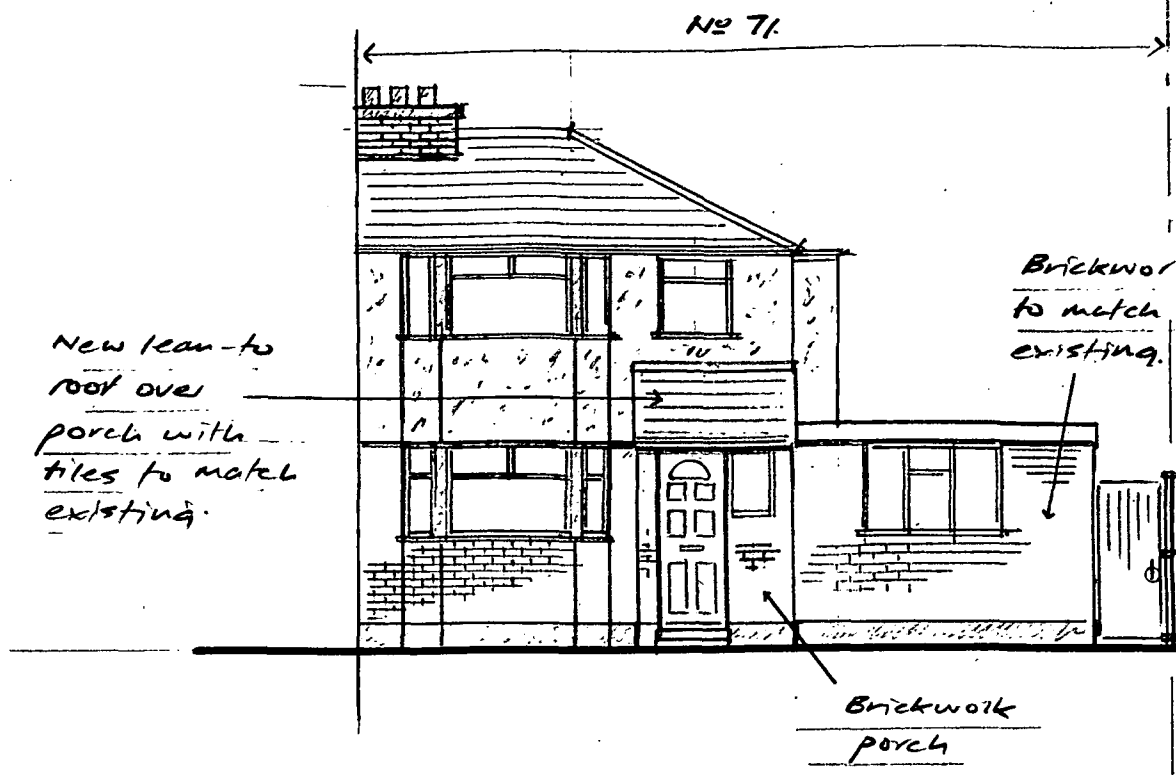 Nº 71.
New lean-to
roof over
porch with
tiles to match
existing.
Brickwor
to match
existing.
Brickwork
porch